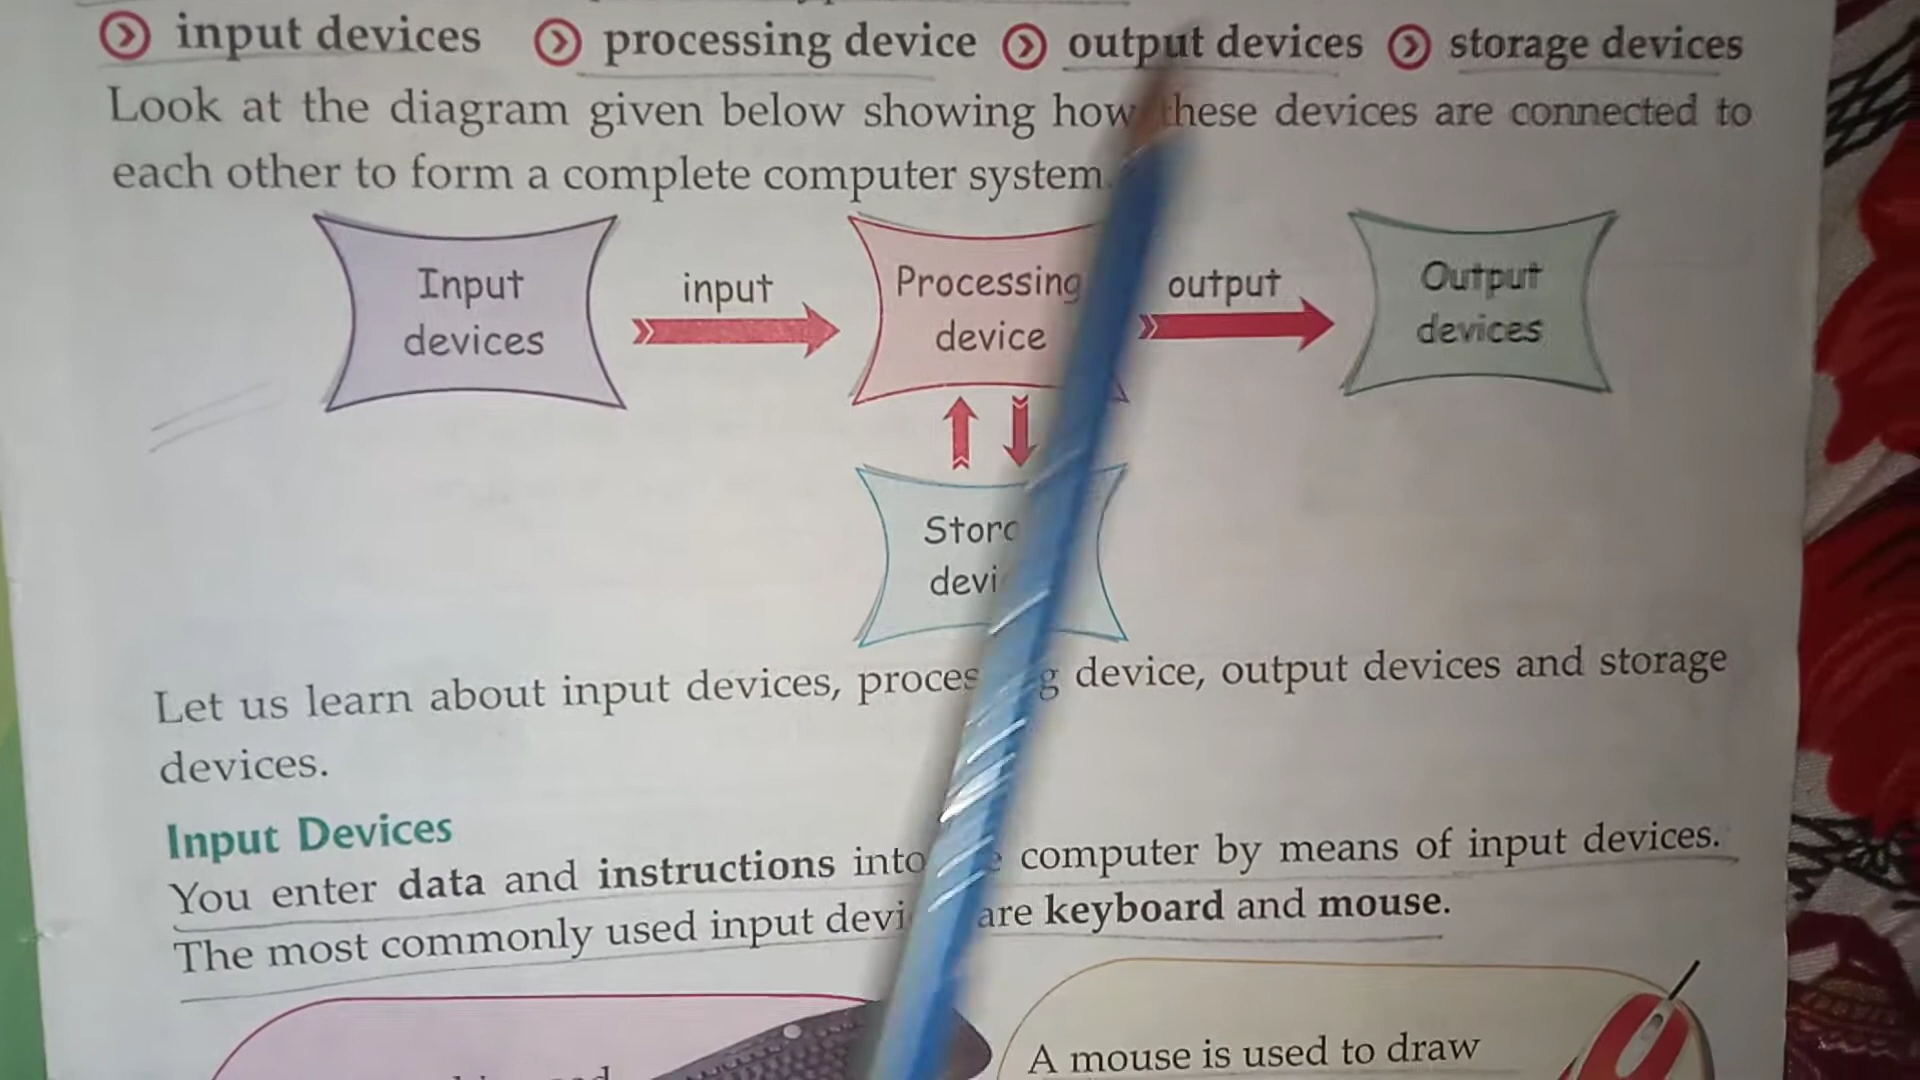 input devices processing device output devices storage devices
Look at the diagram given below showing how these devices are connected to
each other to form a complete computer system.
Input devices
input
Processing device
output
Output devices
Let us learn about input devices, device, output devices and storage
devices.
Input Devices
You enter data and instructions into computer by means of input devices.
The most commonly used input are keyboard and mouse.
A mouse is used to draw